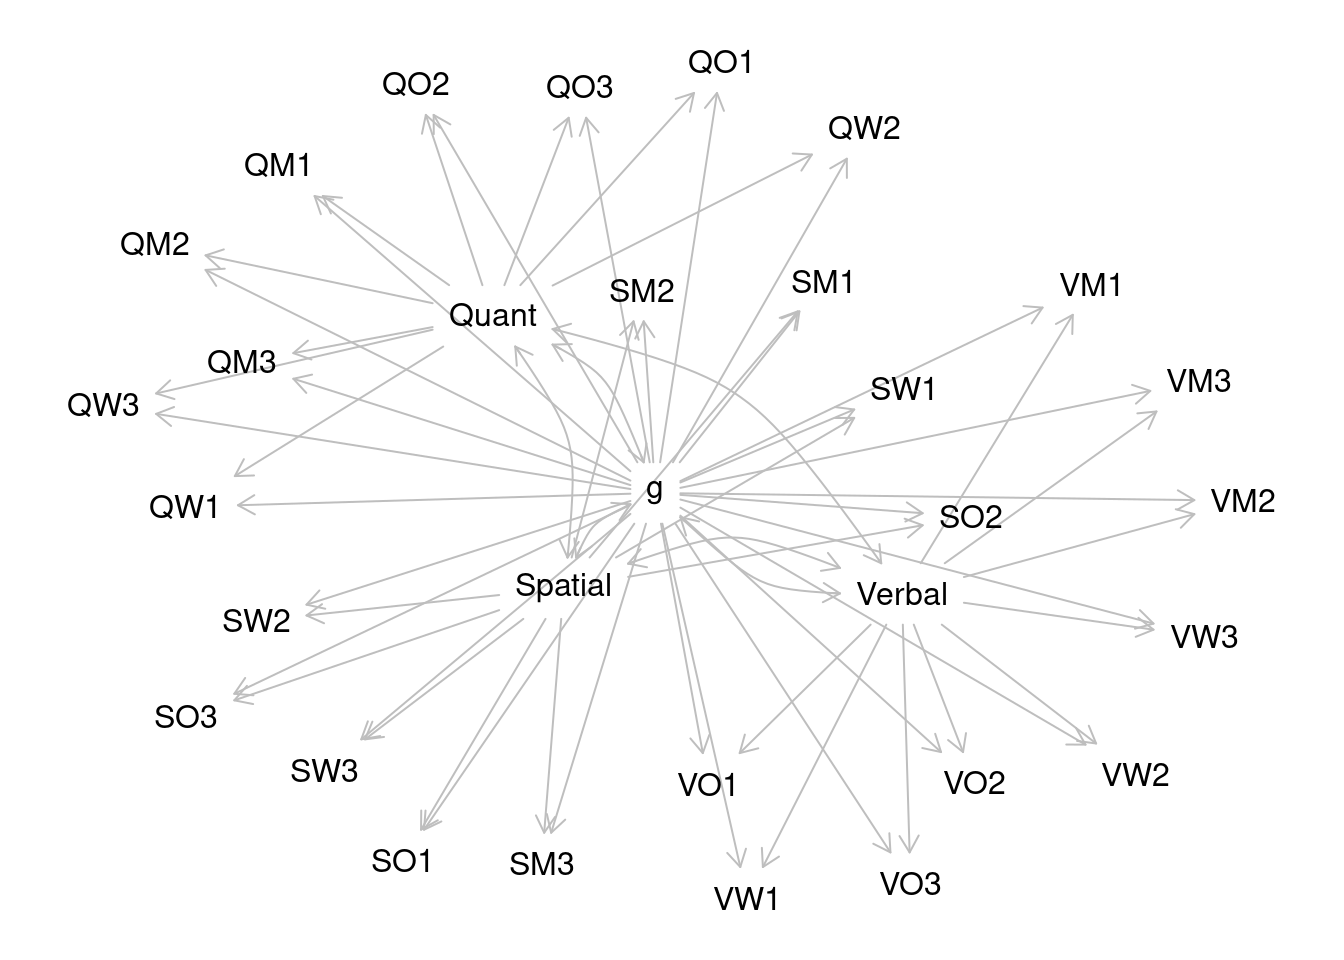 QO1
QO2
QO3
QW2
QM1
QM2
SM2
SM1
VM1
Quant
QM3
VM3
SW1
QW3
g
QW1
VM2
SO2
Spatial
Verbal
SW2
VW3
SO3
SW3
VO1
VO2
VW2
SO1
SM3
VO3
VW1